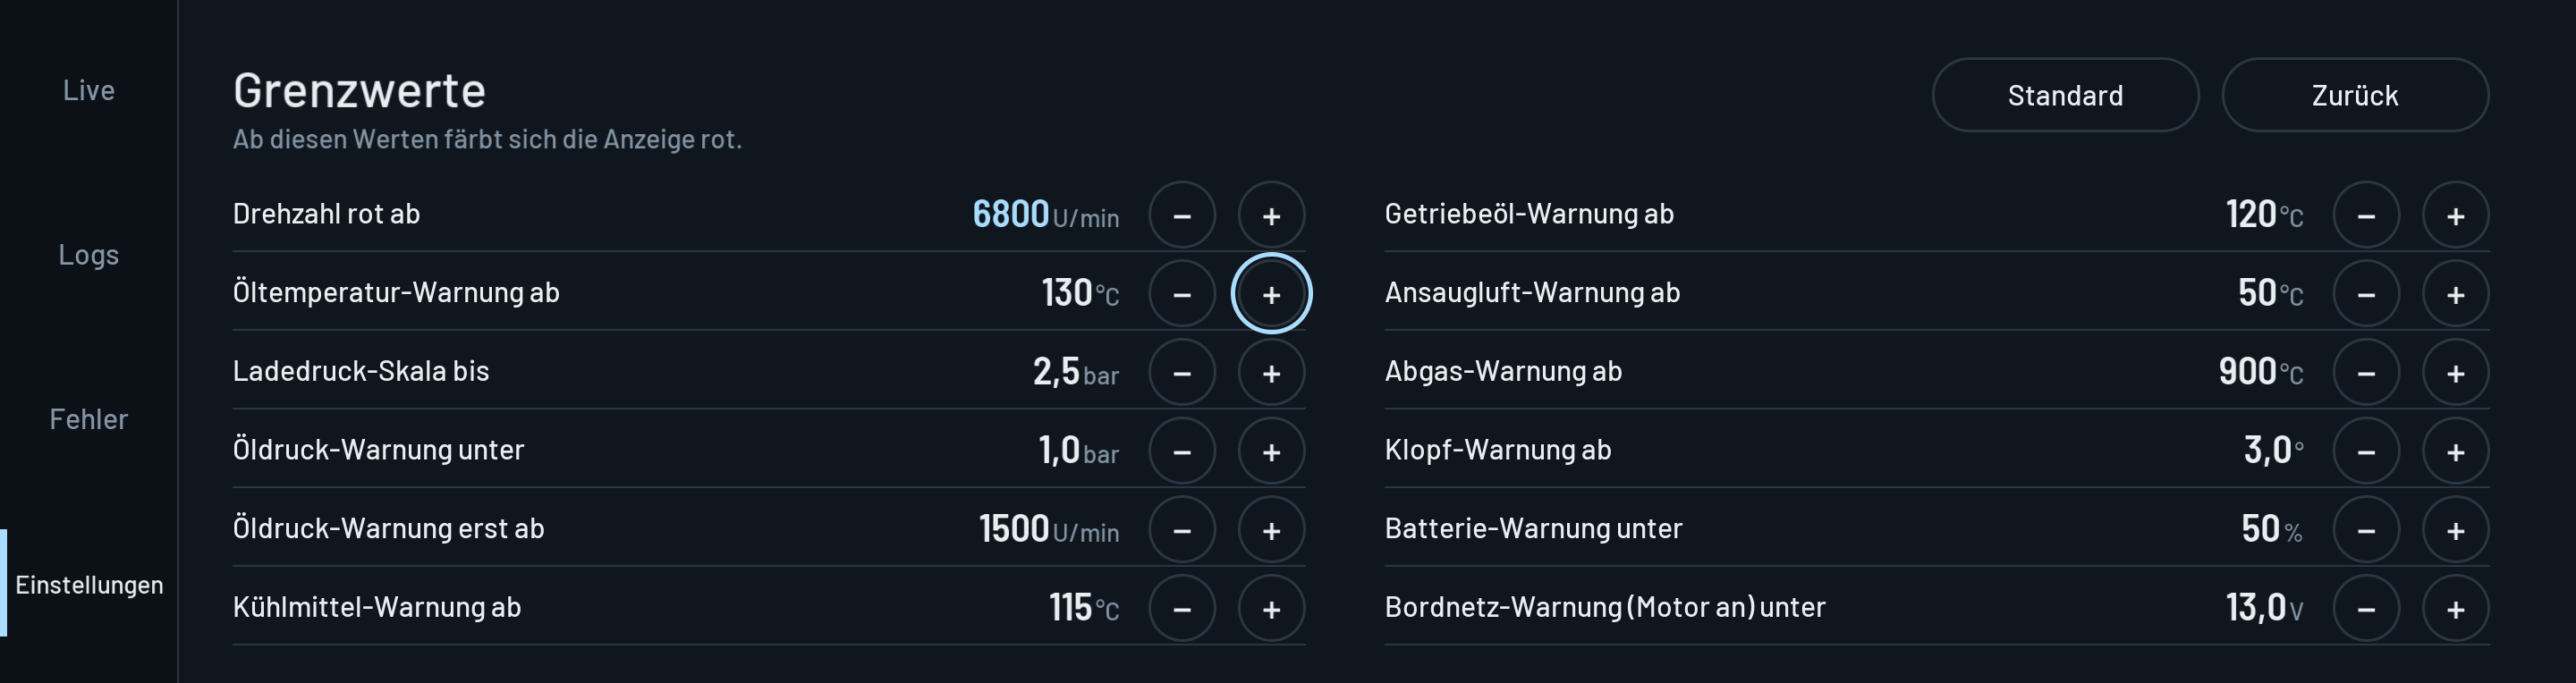 Live
Logs
Fehler
Einstellungen
Grenzwerte
Ab diesen Werten färbt sich die Anzeige rot.
Standard
Zurück
Drehzahl rot ab 6800 U/min − +
Öltemperatur-Warnung ab 130 °C − +
Ladedruck-Skala bis 2,5 bar − +
Öldruck-Warnung unter 1,0 bar − +
Öldruck-Warnung erst ab 1500 U/min − +
Kühlmittel-Warnung ab 115 °C − +
Getriebeöl-Warnung ab 120 °C − +
Ansaugluft-Warnung ab 50 °C − +
Abgas-Warnung ab 900 °C − +
Klopf-Warnung ab 3,0 ° − +
Batterie-Warnung unter 50 % − +
Bordnetz-Warnung (Motor an) unter 13,0 V − +